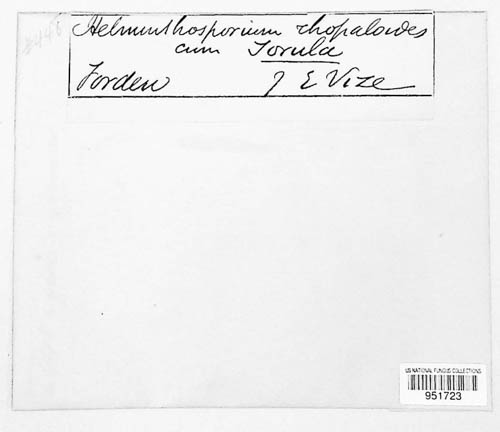 Helminthosporium rhopaloides
cum Torula
Forden J E Vize
US NATIONAL FUNGUS COLLECTIONS
951723